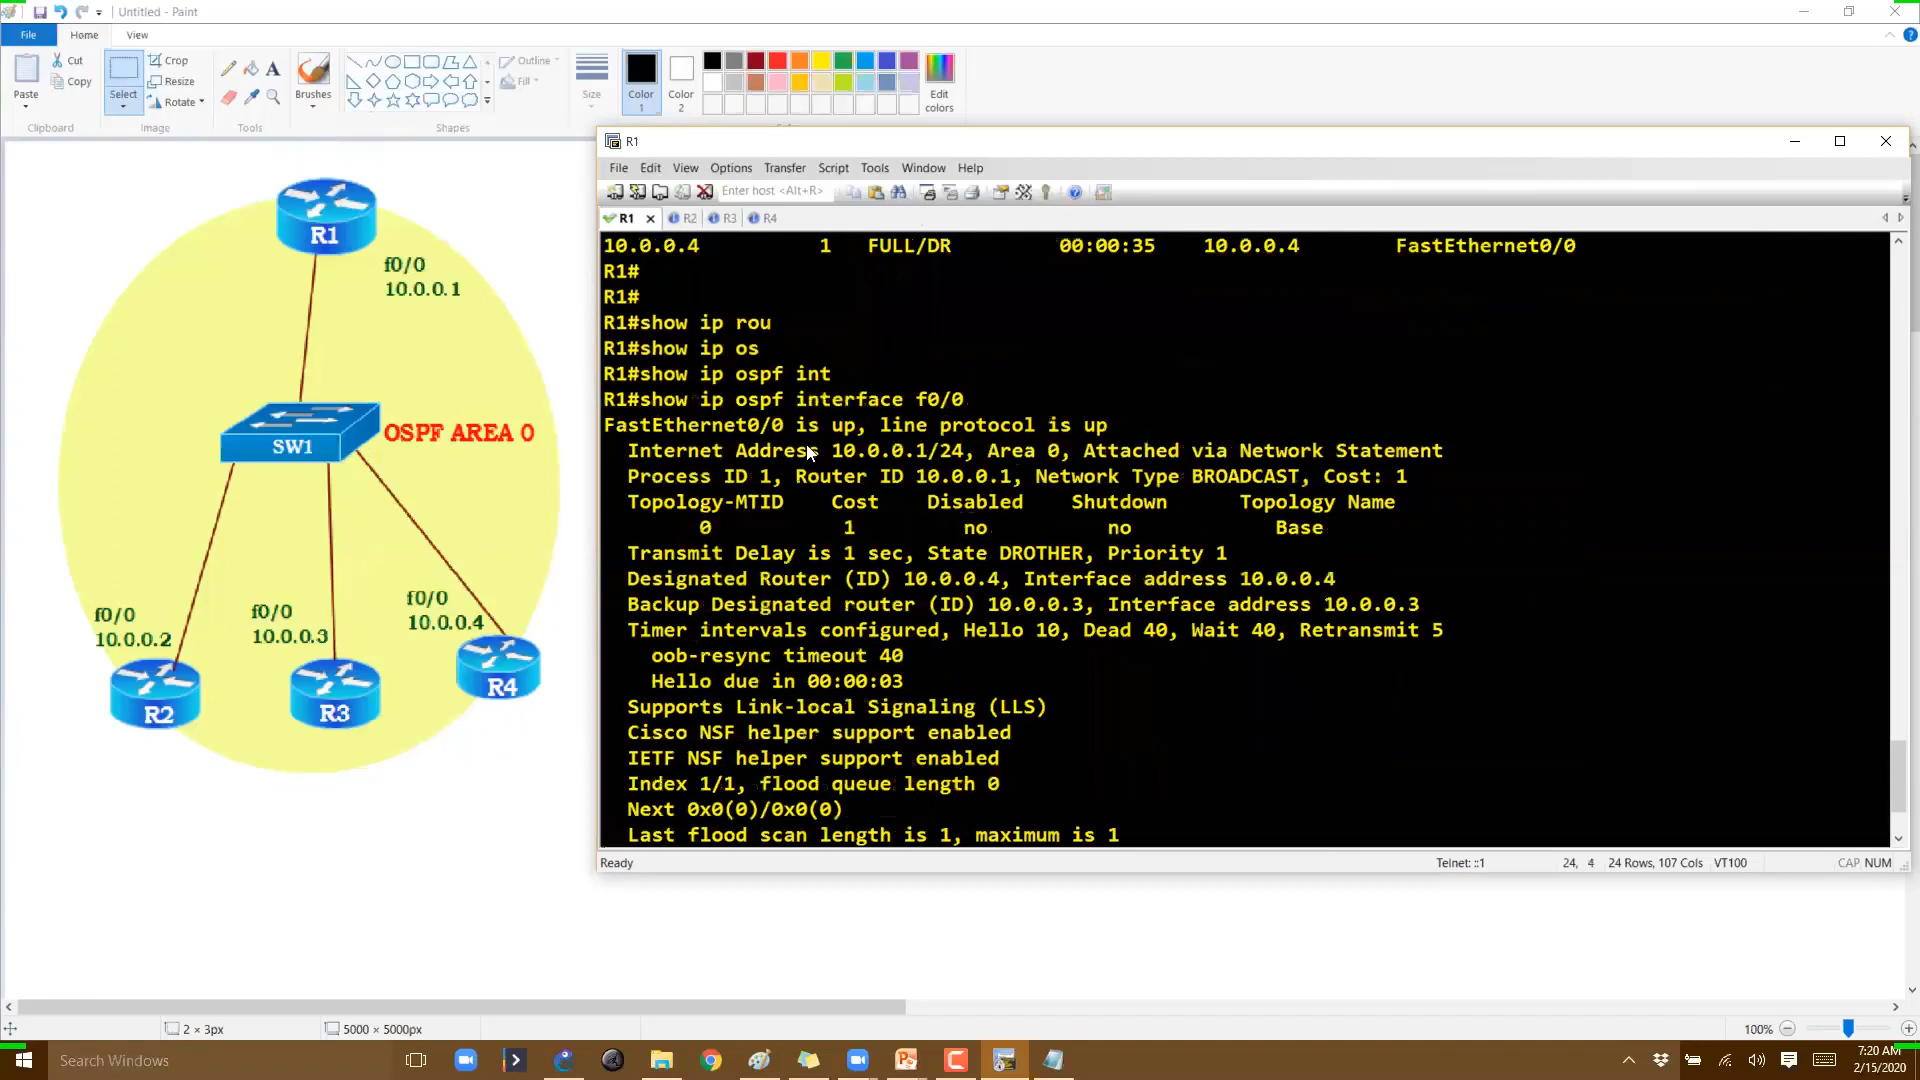 Untitled - Paint
File Home View
Paste Cut Copy Clipboard
Select Crop Resize Rotate Image
Tools
Brushes
Outline Fill Shapes
Size
Color 1
Color 2
Edit colors
R1
File Edit View Options Transfer Script Tools Window Help
Enter host <Alt+R>
R1 R2 R3 R4
10.0.0.4 1 FULL/DR 00:00:35 10.0.0.4 FastEthernet0/0
R1#
R1#
R1#show ip rou
R1#show ip os
R1#show ip ospf int
R1#show ip ospf interface f0/0
FastEthernet0/0 is up, line protocol is up
Internet Address 10.0.0.1/24, Area 0, Attached via Network Statement
Process ID 1, Router ID 10.0.0.1, Network Type BROADCAST, Cost: 1
Topology-MTID Cost Disabled Shutdown Topology Name
0 1 no no Base
Transmit Delay is 1 sec, State DROTHER, Priority 1
Designated Router (ID) 10.0.0.4, Interface address 10.0.0.4
Backup Designated router (ID) 10.0.0.3, Interface address 10.0.0.3
Timer intervals configured, Hello 10, Dead 40, Wait 40, Retransmit 5
oob-resync timeout 40
Hello due in 00:00:03
Supports Link-local Signaling (LLS)
Cisco NSF helper support enabled
IETF NSF helper support enabled
Index 1/1, flood queue length 0
Next 0x0(0)/0x0(0)
Last flood scan length is 1, maximum is 1
Ready Telnet: ::1 24, 4 24 Rows, 107 Cols VT100 CAP NUM
R1
f0/0
10.0.0.1
SW1
OSPF AREA 0
f0/0
10.0.0.2
f0/0
10.0.0.3
f0/0
10.0.0.4
R2
R3
R4
2 × 3px 5000 × 5000px 100%
Search Windows
7:20 AM
2/15/2020